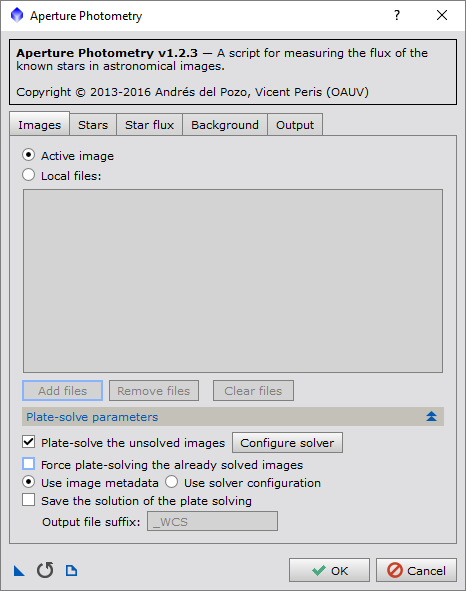 Aperture Photometry
?
Aperture Photometry v1.2.3 — A script for measuring the flux of the
known stars in astronomical images.
Copyright © 2013-2016 Andrés del Pozo, Vicent Peris (OAUV)
Images Stars Star flux Background Output
Active image
Local files:
Add files Remove files Clear files
Plate-solve parameters
Plate-solve the unsolved images Configure solver
Force plate-solving the already solved images
Use image metadata Use solver configuration
Save the solution of the plate solving
Output file suffix: _WCS
OK Cancel